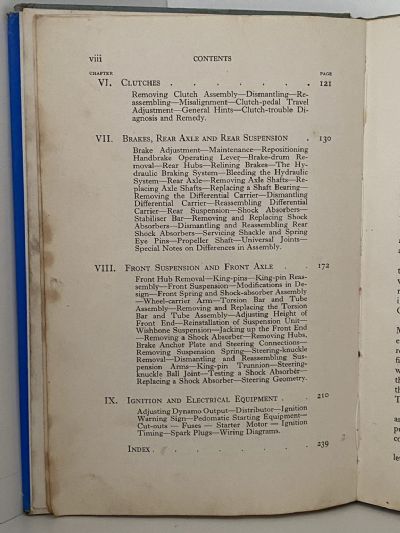 viii CONTENTS
CHAPTER PAGE
VI. CLUTCHES . . . . . . . 121
Removing Clutch Assembly—Dismantling—Re-
assembling—Misalignment—Clutch-pedal Travel
Adjustment—General Hints—Clutch-trouble Di-
agnosis and Remedy.
VII. BRAKES, REAR AXLE AND REAR SUSPENSION . 130
Brake Adjustment—Maintenance—Repositioning
Handbrake Operating Lever—Brake-drum Re-
moval—Rear Hubs—Relining Brakes—The Hy-
draulic Braking System—Bleeding the Hydraulic
System—Rear Axle—Removing Axle Shafts—Re-
placing Axle Shafts—Replacing a Shaft Bearing—
Removing the Differential Carrier—Dismantling
Differential Carrier—Reassembling Differential
Carrier—Rear Suspension—Shock Absorbers—
Stabiliser Bar—Removing and Replacing Shock
Absorbers—Dismantling and Reassembling Rear
Shock Absorbers—Servicing Shackle and Spring
Eye Pins—Propeller Shaft—Universal Joints—
Special Notes on Differences in Assembly.
VIII. FRONT SUSPENSION AND FRONT AXLE . 172
Front Hub Removal—King-pins—King-pin Reas-
sembly—Front Suspension—Modifications in De-
sign—Front Spring and Shock-absorber Assembly
—Wheel-carrier Arm—Torsion Bar and Tube
Assembly—Removing and Replacing the Torsion
Bar and Tube Assembly—Adjusting Height of
Front End—Reinstallation of Suspension Unit—
Wishbone Suspension—Jacking up the Front End
—Removing a Shock Absorber—Removing Hubs,
Brake Anchor Plate and Steering Connections—
Removing Suspension Spring—Steering-knuckle
Removal—Dismantling and Reassembling Sus-
pension Arms—King-pin Trunnion—Steering-
knuckle Ball Joint—Testing a Shock Absorber—
Replacing a Shock Absorber—Steering Geometry.
IX. IGNITION AND ELECTRICAL EQUIPMENT . . 210
Adjusting Dynamo Output—Distributor—Ignition
Warning Sign—Pedomatic Starting Equipment—
Cut-outs — Fuses — Starter Motor — Ignition
Timing—Spark Plugs—Wiring Diagrams.
INDEX . . . . . . . . 239